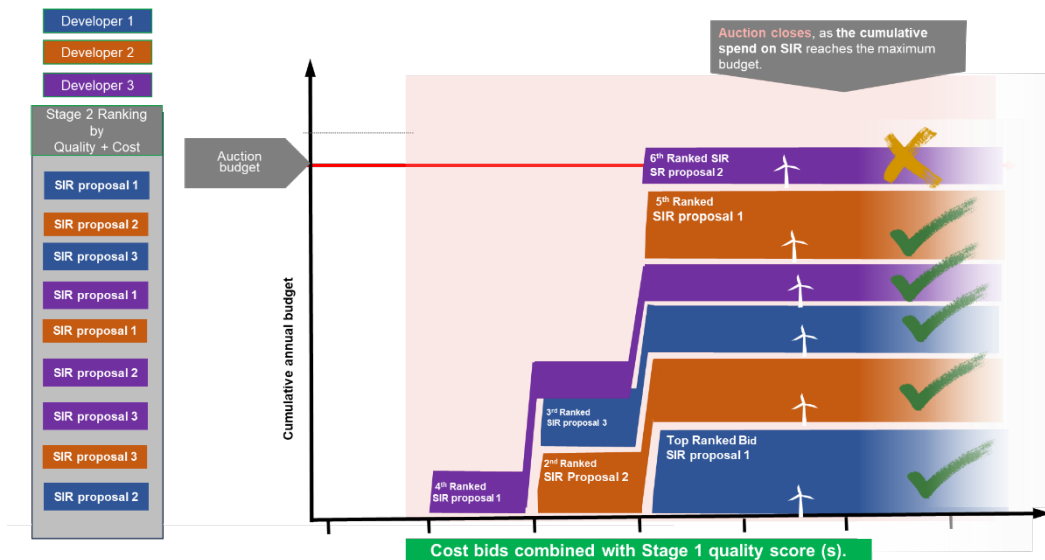 Developer 1
Developer 2
Developer 3
Stage 2 Ranking
by
Quality + Cost
SIR proposal 1
SIR proposal 2
SIR proposal 3
SIR proposal 1
SIR proposal 1
SIR proposal 2
SIR proposal 3
SIR proposal 3
SIR proposal 2
Auction closes, as the cumulative
spend on SIR reaches the maximum
budget.
Auction
budget
Cumulative annual budget
6th Ranked SIR
SR proposal 2
5th Ranked
SIR proposal 1
3rd Ranked
SIR proposal 3
Top Ranked Bid
SIR proposal 1
2nd Ranked
SIR Proposal 2
4th Ranked
SIR proposal 1
Cost bids combined with Stage 1 quality score (s).